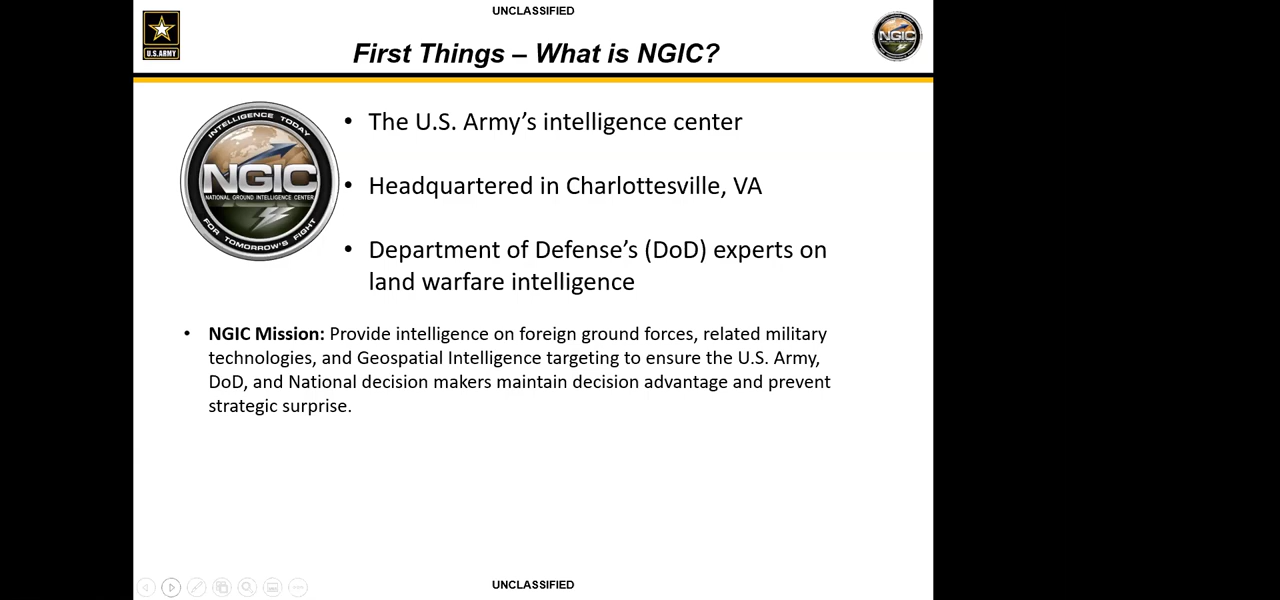 UNCLASSIFIED
U.S.ARMY
First Things – What is NGIC?
NGIC
INTELLIGENCE TODAY
NGIC
NATIONAL GROUND INTELLIGENCE CENTER
FOR TOMORROW'S FIGHT
• The U.S. Army’s intelligence center
• Headquartered in Charlottesville, VA
• Department of Defense’s (DoD) experts on
land warfare intelligence
• NGIC Mission: Provide intelligence on foreign ground forces, related military
technologies, and Geospatial Intelligence targeting to ensure the U.S. Army,
DoD, and National decision makers maintain decision advantage and prevent
strategic surprise.
UNCLASSIFIED